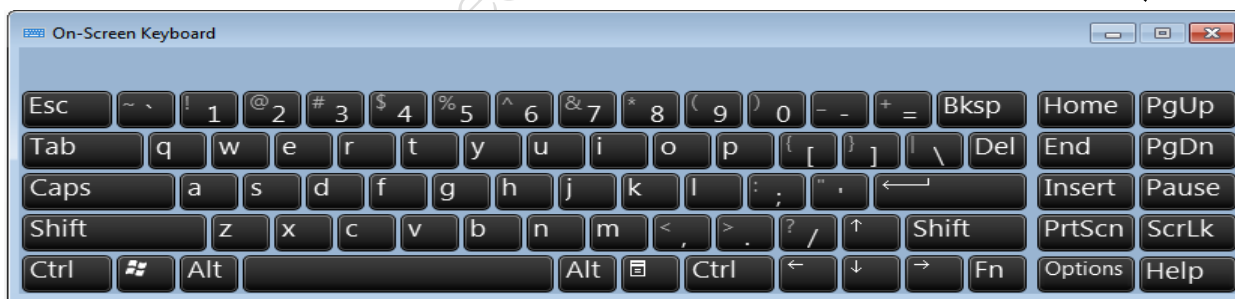 On-Screen Keyboard
Esc ~ ` ! 1 @ 2 # 3 $ 4 % 5 ^ 6 & 7 * 8 ( 9 ) 0 _ - + = Bksp Home PgUp
Tab q w e r t y u i o p { [ } ] | \ Del End PgDn
Caps a s d f g h j k l : ; " ' Insert Pause
Shift z x c v b n m < , > . ? / ↑ Shift PrtScn ScrLk
Ctrl Alt Alt Ctrl ← ↓ → Fn Options Help